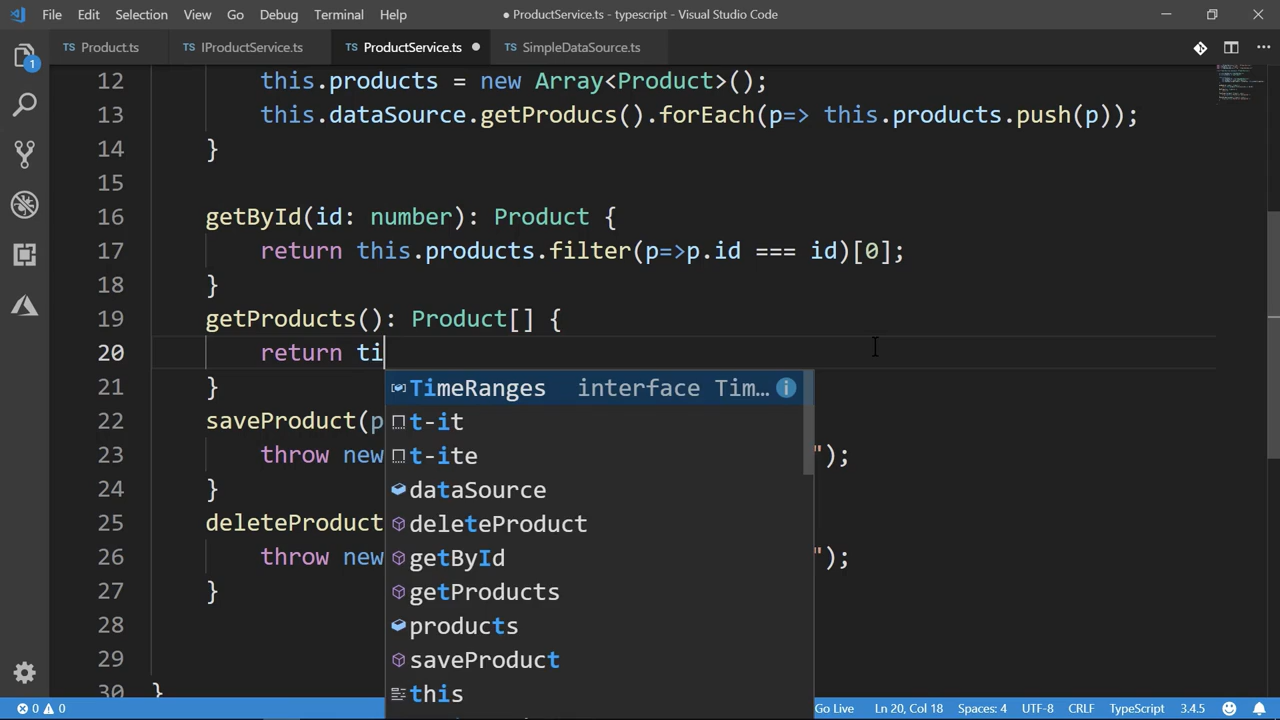 File Edit Selection View Go Debug Terminal Help
● ProductService.ts - typescript - Visual Studio Code
TS Product.ts TS IProductService.ts TS ProductService.ts ● TS SimpleDataSource.ts
1
12 this.products = new Array<Product>();
13 this.dataSource.getProducs().forEach(p=> this.products.push(p));
14 }
15
16 getById(id: number): Product {
17 return this.products.filter(p=>p.id === id)[0];
18 }
19 getProducts(): Product[] {
20 return ti
TimeRanges interface Tim…
21 }
t-it
22 saveProduct(p
t-ite
23 throw new ");
dataSource
24 }
deleteProduct
25 deleteProduct
getById
26 throw new ");
getProducts
27 }
products
28
saveProduct
29
this
30 }
0 0 Go Live Ln 20, Col 18 Spaces: 4 UTF-8 CRLF TypeScript 3.4.5